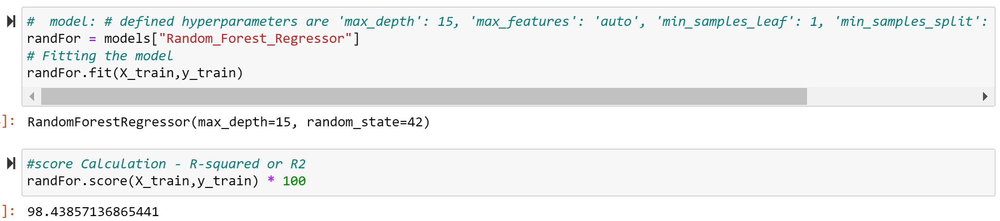 #  model: # defined hyperparameters are 'max_depth': 15, 'max_features': 'auto', 'min_samples_leaf': 1, 'min_samples_split':
randFor = models["Random_Forest_Regressor"]
# Fitting the model
randFor.fit(X_train,y_train)
]: RandomForestRegressor(max_depth=15, random_state=42)
#score Calculation - R-squared or R2
randFor.score(X_train,y_train) * 100
]: 98.43857136865441